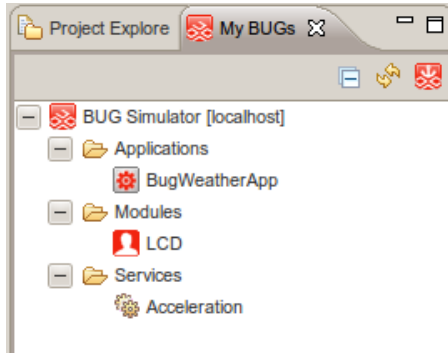 Project Explore My BUGs
BUG Simulator [localhost]
Applications
BugWeatherApp
Modules
LCD
Services
Acceleration